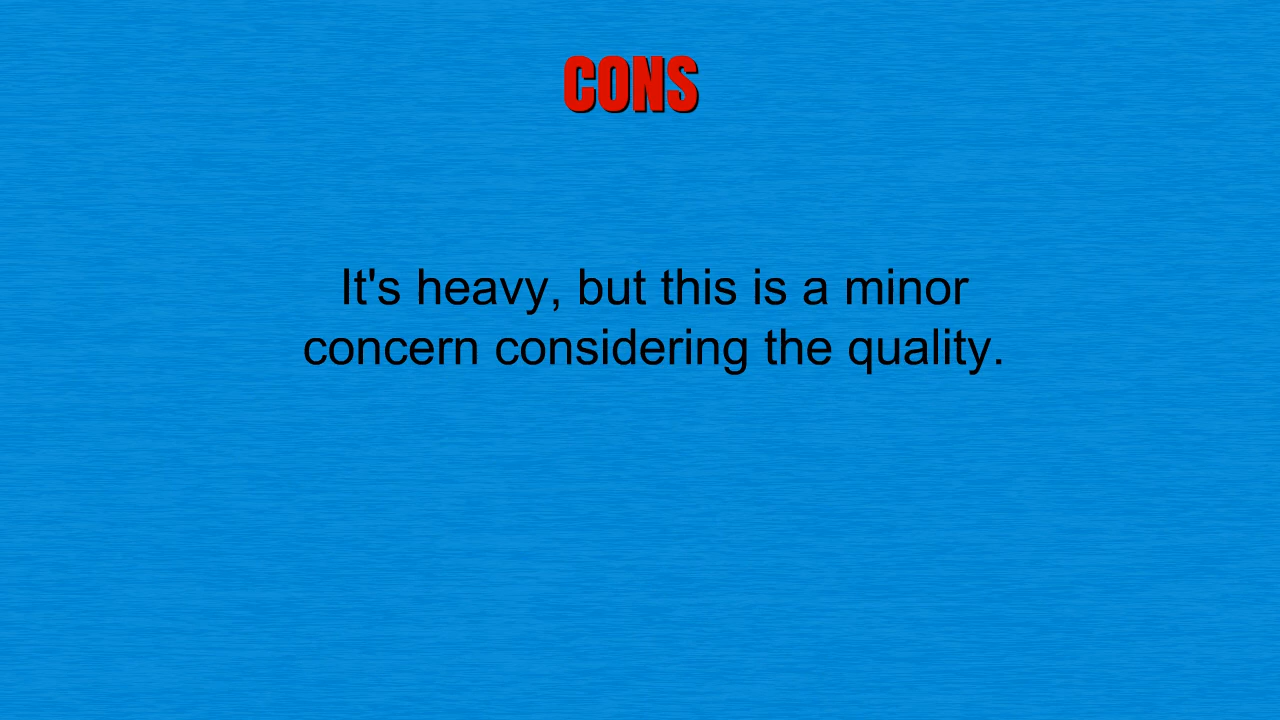 CONS
It's heavy, but this is a minor
concern considering the quality.